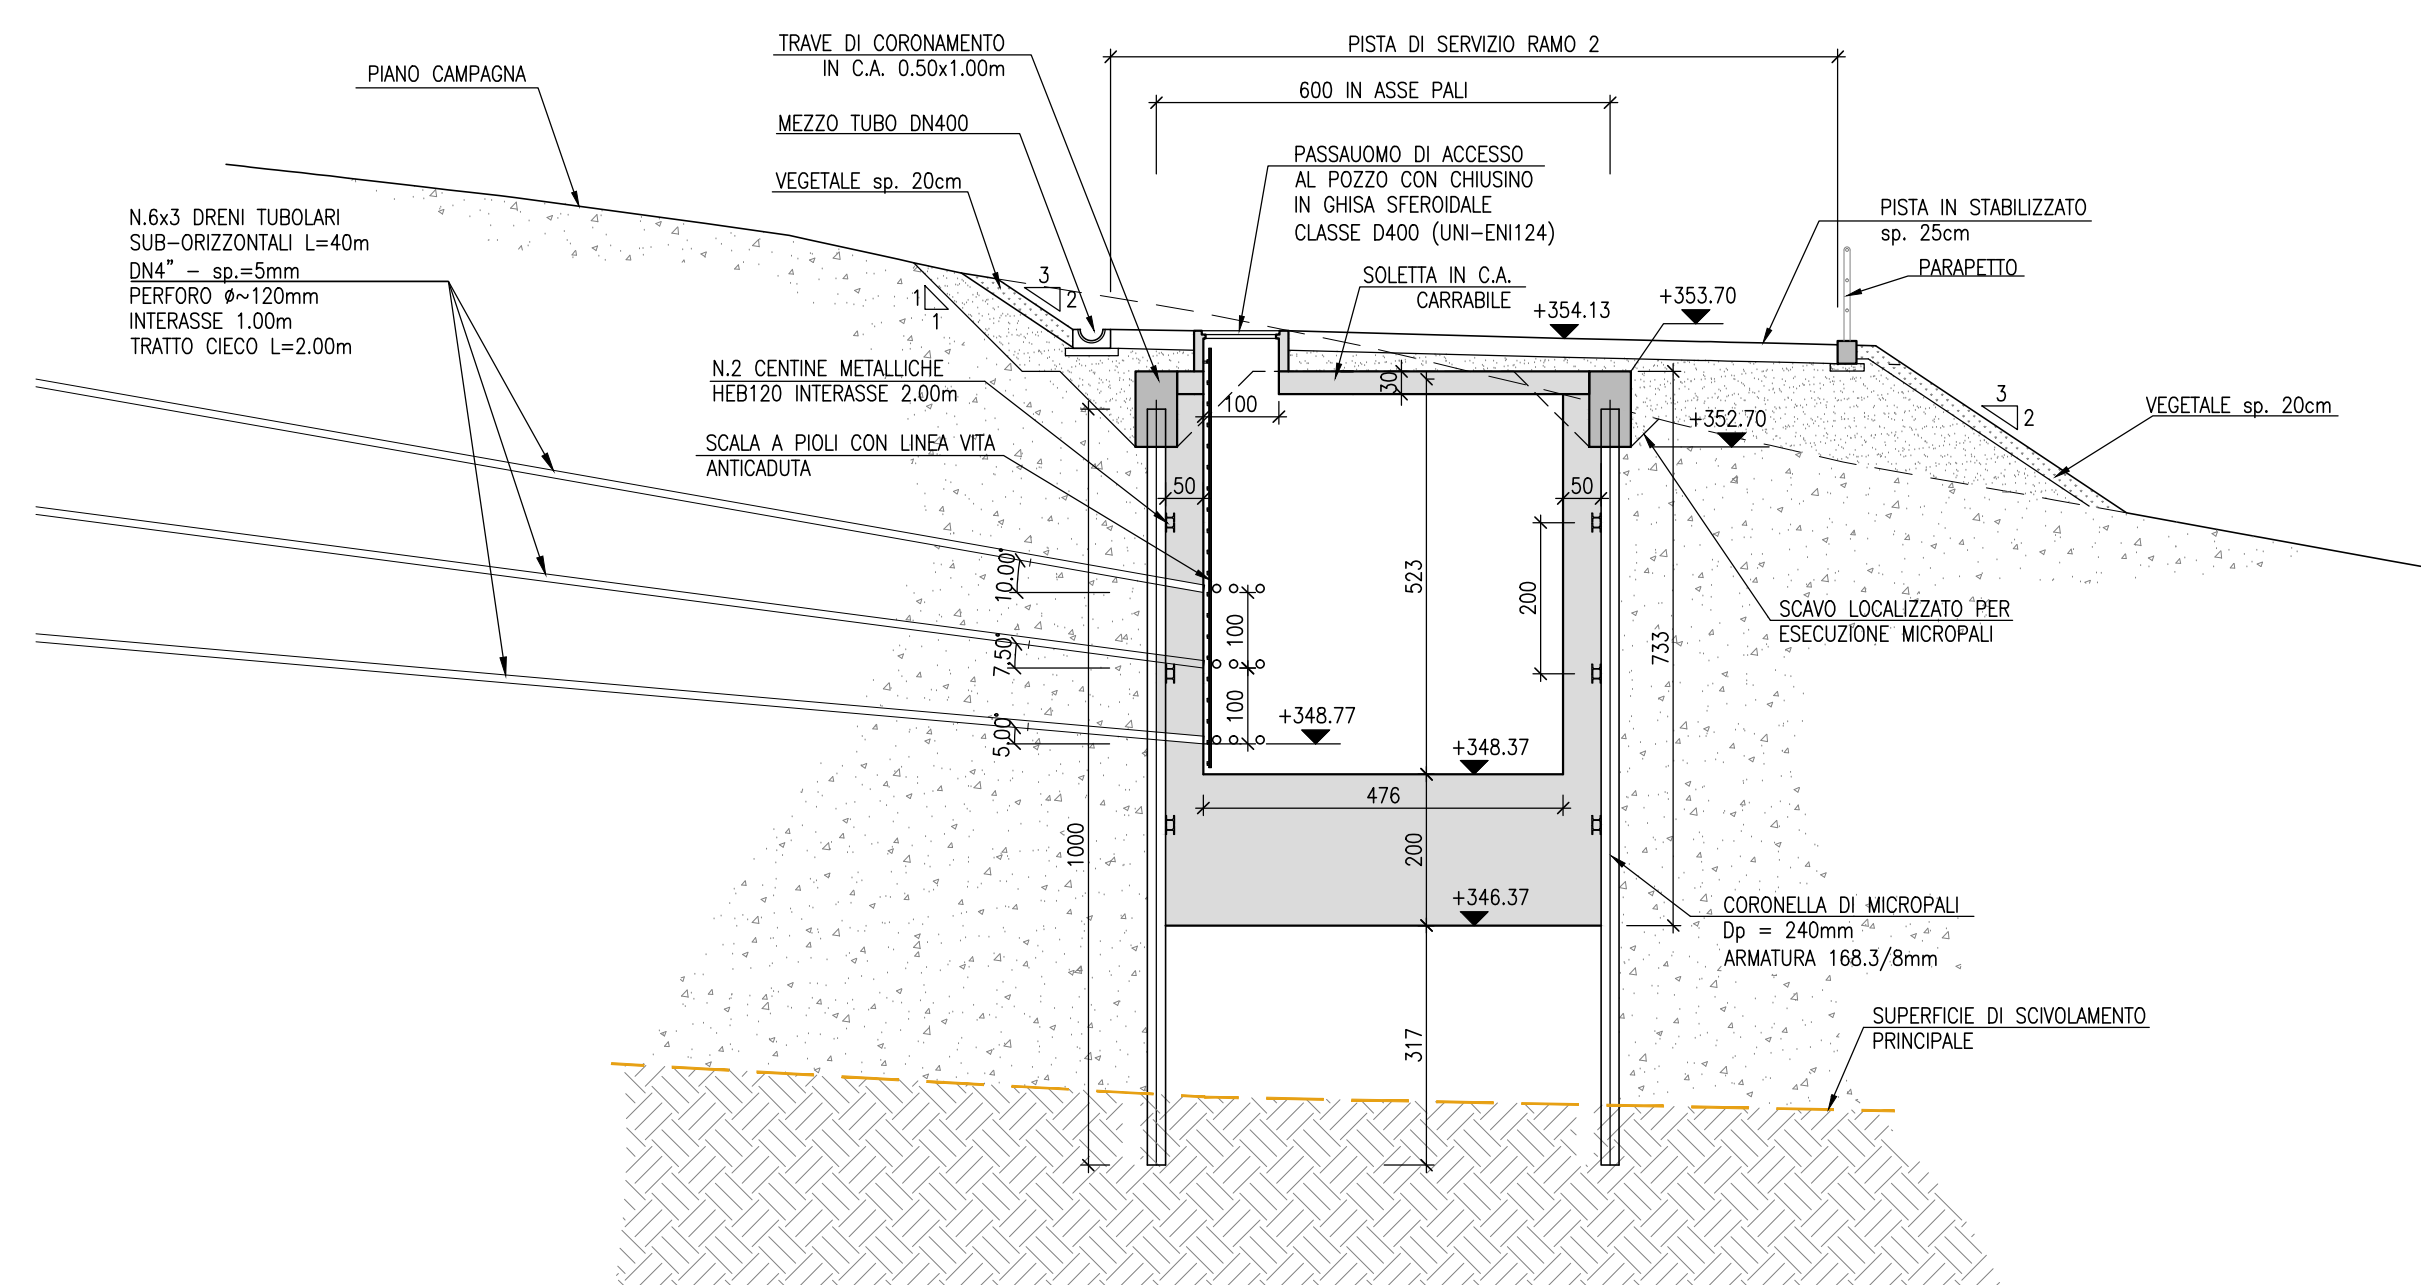 TRAVE DI CORONAMENTO
IN C.A. 0.50x1.00m
PISTA DI SERVIZIO RAMO 2
PIANO CAMPAGNA
600 IN ASSE PALI
MEZZO TUBO DN400
PASSAUOMO DI ACCESSO
AL POZZO CON CHIUSINO
IN GHISA SFEROIDALE
CLASSE D400 (UNI-ENI124)
VEGETALE sp. 20cm
N.6x3 DRENI TUBOLARI
SUB-ORIZZONTALI L=40m
DN4" - sp.=5mm
PERFORO ø~120mm
INTERASSE 1.00m
TRATTO CIECO L=2.00m
PISTA IN STABILIZZATO
sp. 25cm
PARAPETTO
SOLETTA IN C.A.
CARRABILE
3
2
1
1
+354.13
+353.70
N.2 CENTINE METALLICHE
HEB120 INTERASSE 2.00m
30
100
+352.70
3
2
VEGETALE sp. 20cm
SCALA A PIOLI CON LINEA VITA
ANTICADUTA
50
50
10.00°
523
200
SCAVO LOCALIZZATO PER
ESECUZIONE MICROPALI
7,50°
100
733
5,00°
100
+348.77
+348.37
476
1000
200
+346.37
CORONELLA DI MICROPALI
Dp = 240mm
ARMATURA 168.3/8mm
317
SUPERFICIE DI SCIVOLAMENTO
PRINCIPALE